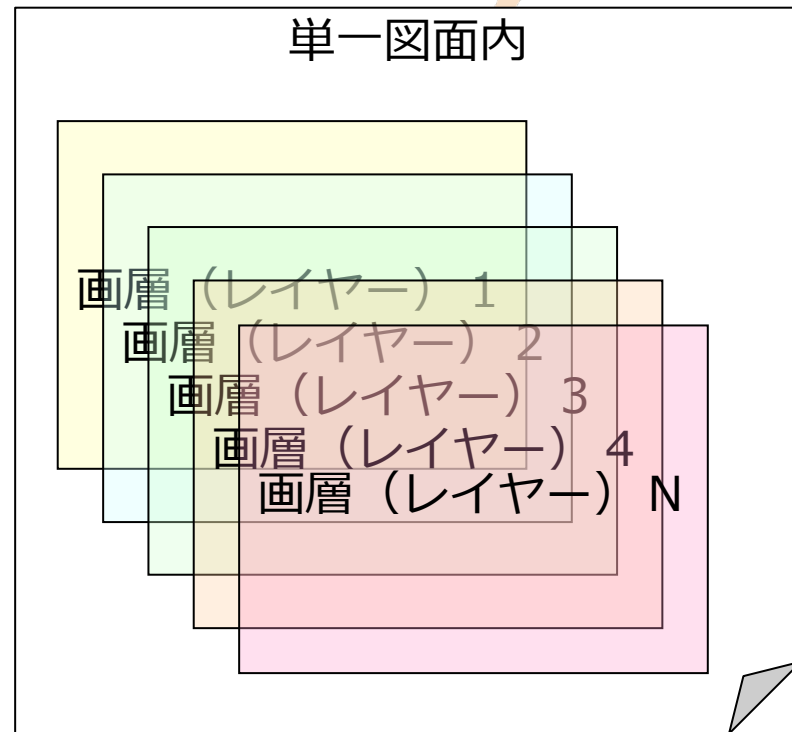 単一図面内
画層（レイヤー）１
画層（レイヤー）２
画層（レイヤー）３
画層（レイヤー）４
画層（レイヤー）Ｎ